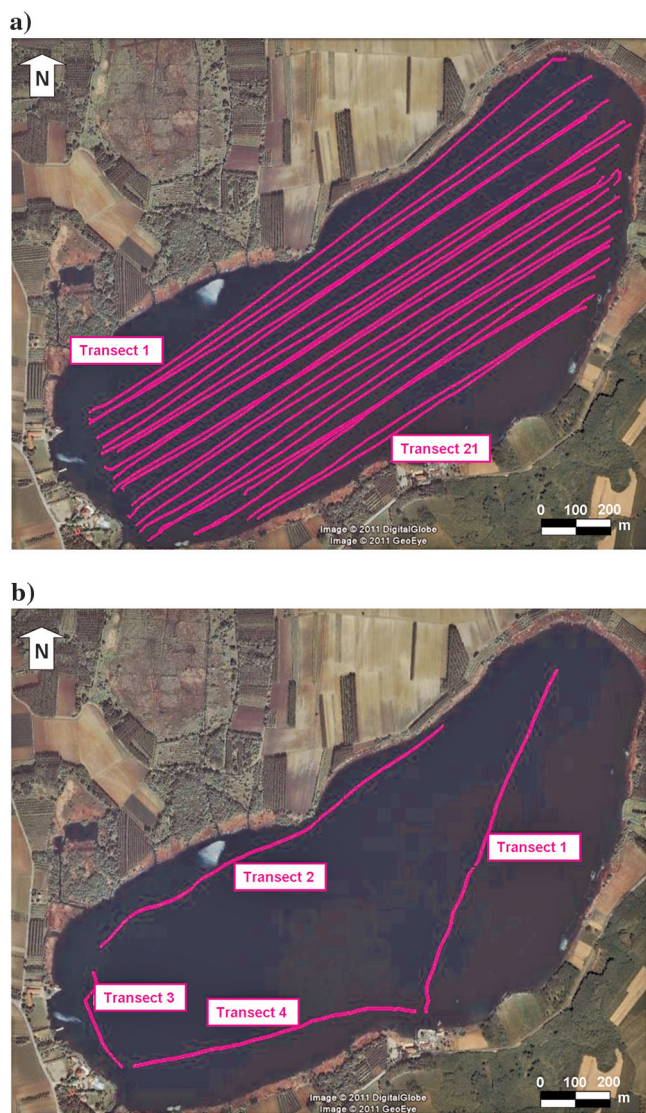 a)
N
Transect 1
Transect 21
Image © 2011 DigitalGlobe
Image © 2011 GeoEye
0 100 200
m
b)
N
Transect 1
Transect 2
Transect 3
Transect 4
Image © 2011 DigitalGlobe
Image © 2011 GeoEye
0 100 200
m